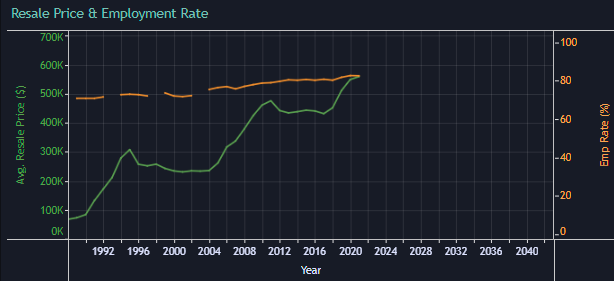 Resale Price & Employment Rate
700K
600K
500K
400K
300K
200K
100K
0K
Avg. Resale Price ($)
100
80
60
40
20
0
Emp Rate (%)
1992 1996 2000 2004 2008 2012 2016 2020 2024 2028 2032 2036 2040
Year